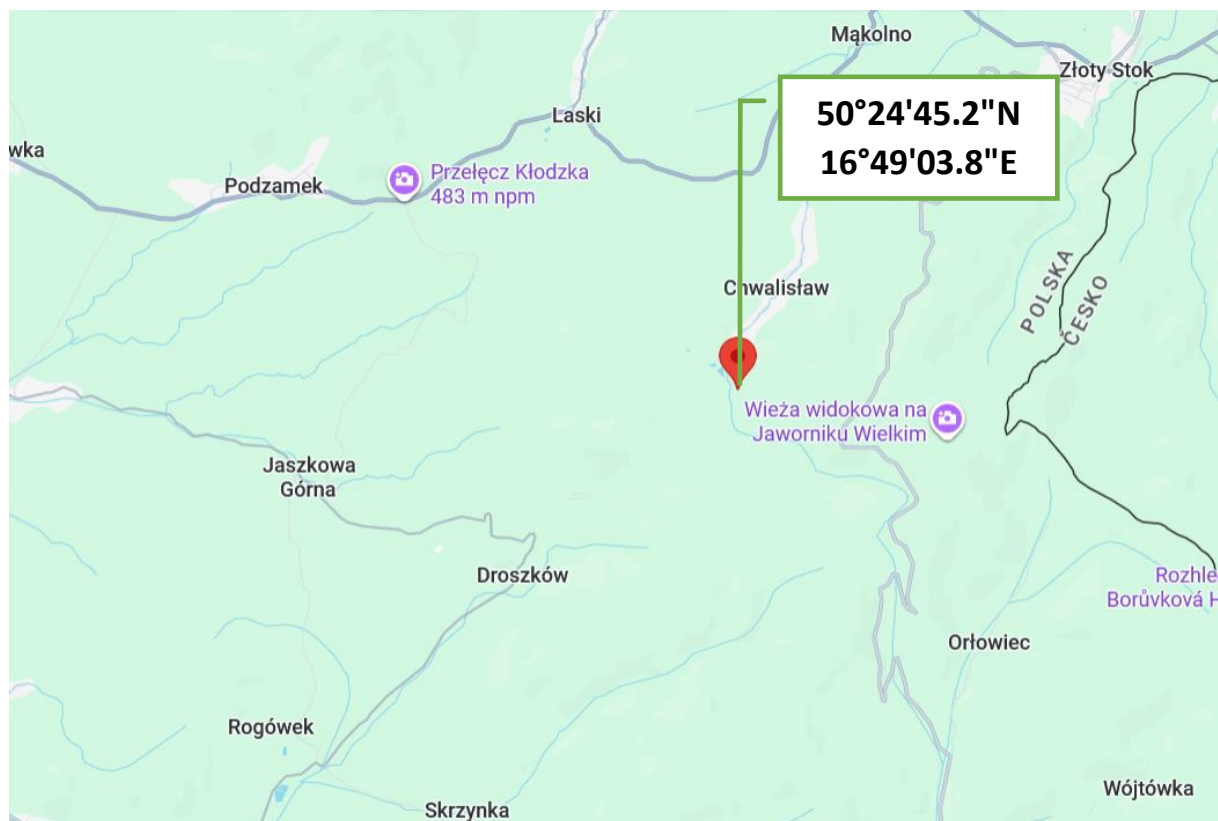 Mąkolno
Złoty Stok
50°24'45.2"N
16°49'03.8"E
Laski
wka
Przełęcz Kłodzka
483 m npm
Podzamek
POLSKA
ČESKO
Chwalisław
Wieża widokowa na
Jaworniku Wielkim
Jaszkowa
Górna
Droszków
Rozhle
Borůvková H
Orłowiec
Rogówek
Wójtówka
Skrzynka